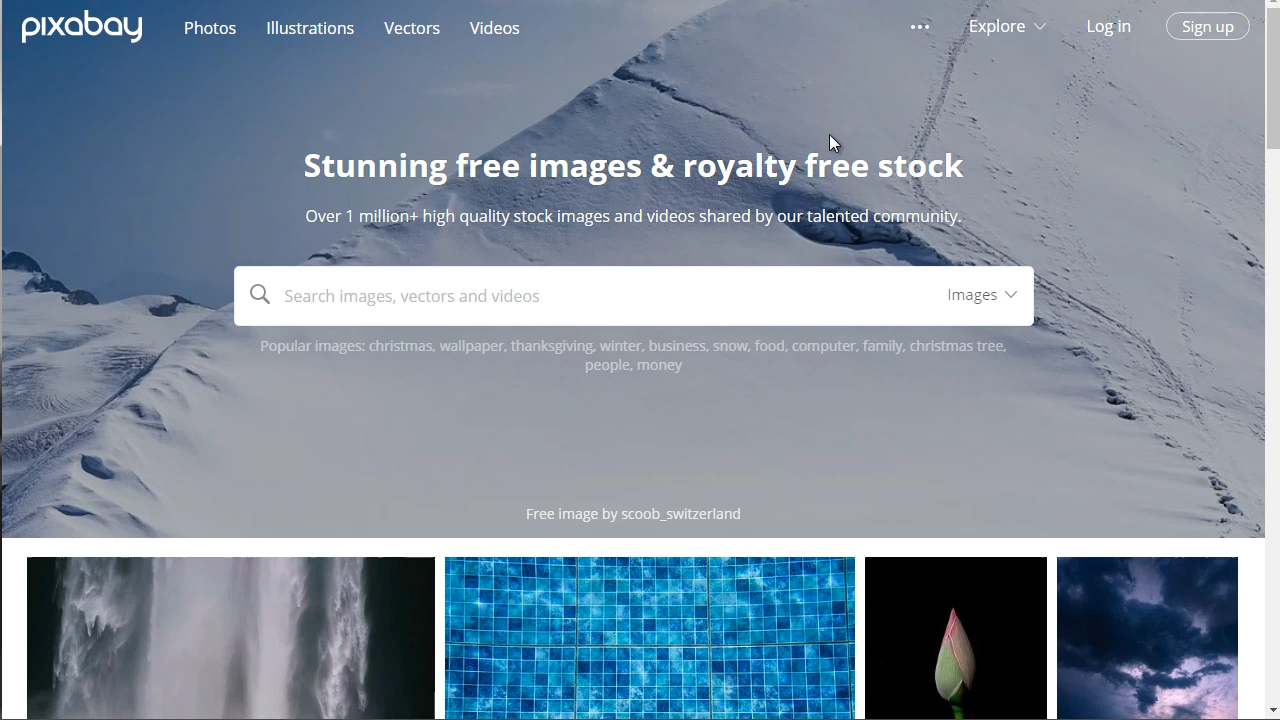 pixabay Photos Illustrations Vectors Videos ••• Explore Log in Sign up
Stunning free images & royalty free stock
Over 1 million+ high quality stock images and videos shared by our talented community.
Search images, vectors and videos Images
Popular images: christmas, wallpaper, thanksgiving, winter, business, snow, food, computer, family, christmas tree,
people, money
Free image by scoob_switzerland